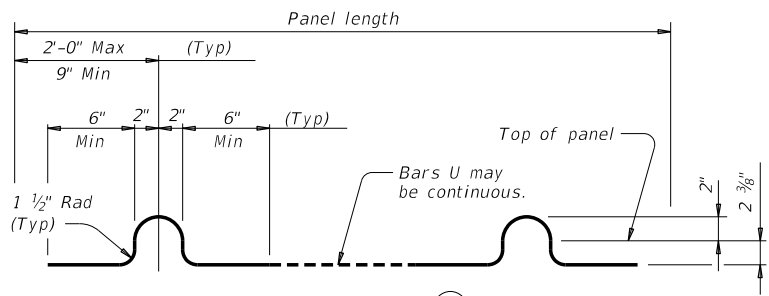 Panel length
2'-0" Max
(Typ)
9" Min
6"
2"
2"
6"
(Typ)
Min
Min
Top of panel
Bars U may
be continuous.
1 ½" Rad
(Typ)
2"
2 ⅜"